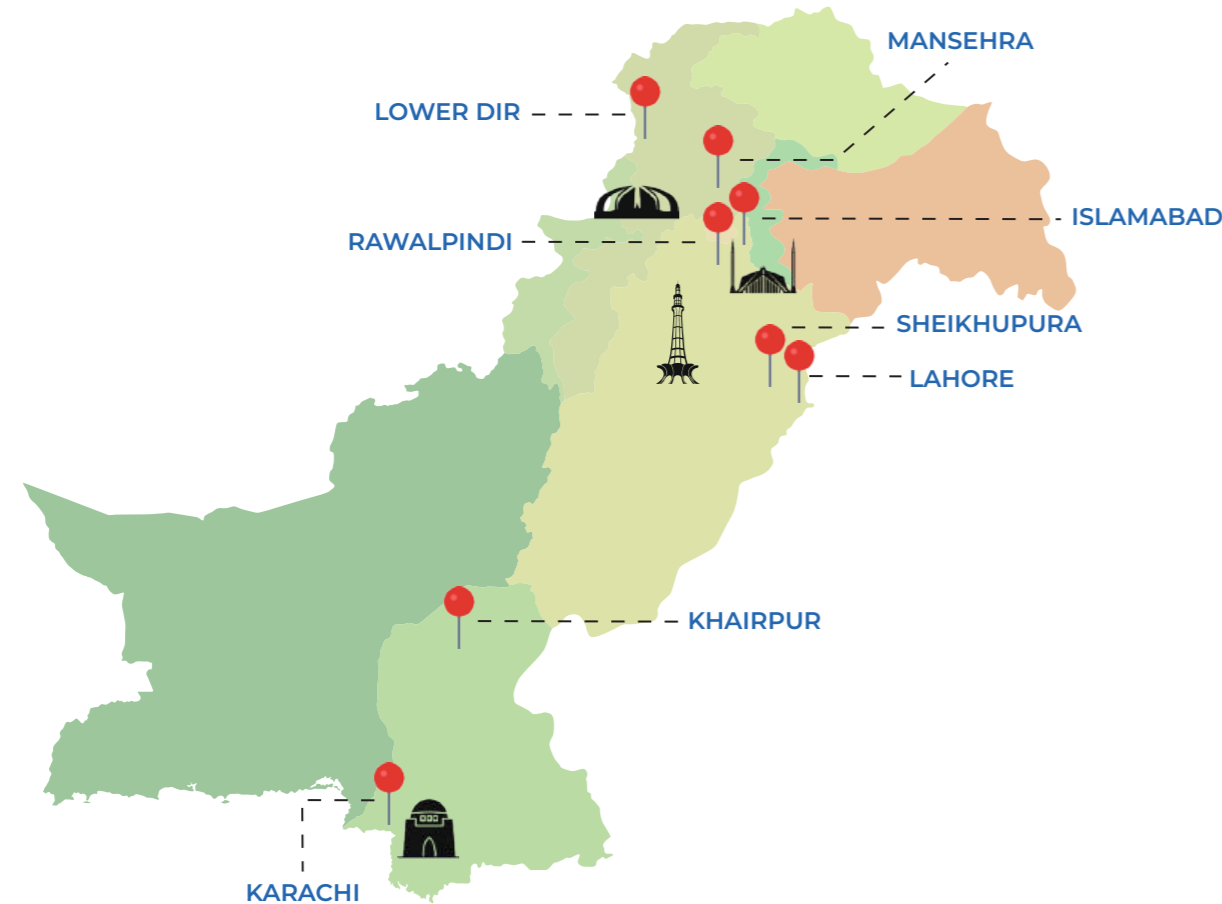 MANSEHRA
LOWER DIR
ISLAMABAD
RAWALPINDI
SHEIKHUPURA
LAHORE
KHAIRPUR
KARACHI